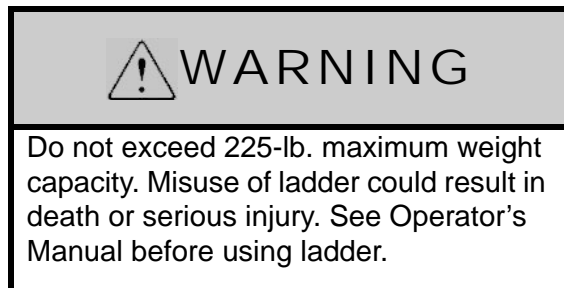 WARNING
Do not exceed 225-lb. maximum weight
capacity. Misuse of ladder could result in
death or serious injury. See Operator’s
Manual before using ladder.